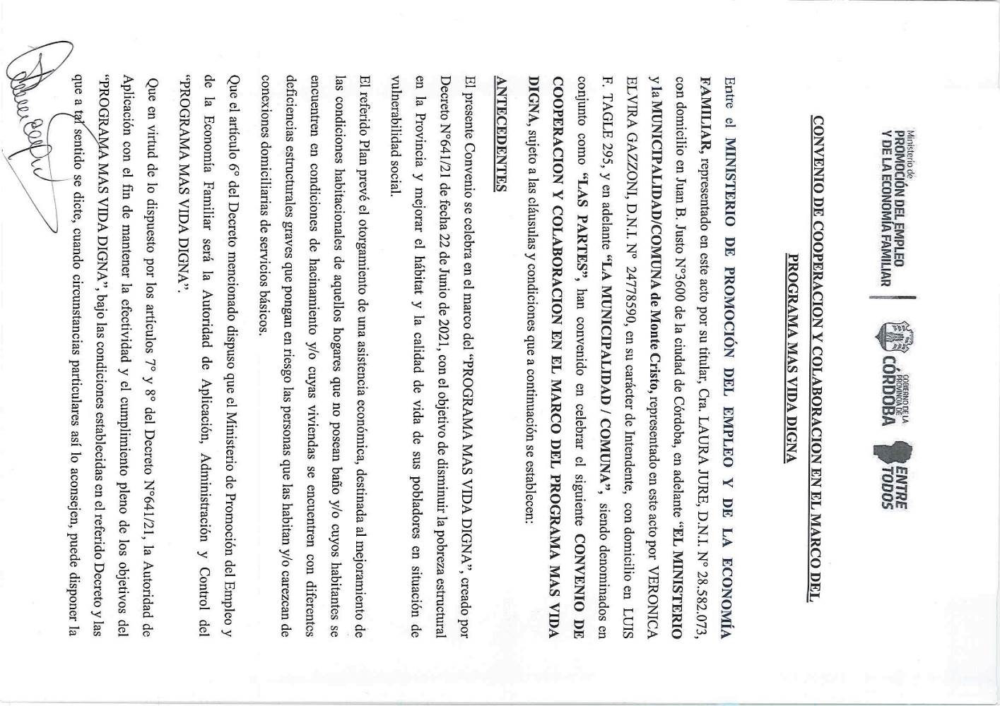 Ministerio de
PROMOCIÓN DEL EMPLEO
Y DE LA ECONOMÍA FAMILIAR
GOBIERNO DE LA
PROVINCIA DE
CÓRDOBA
ENTRE
TODOS
CONVENIO DE COOPERACION Y COLABORACION EN EL MARCO DEL
PROGRAMA MAS VIDA DIGNA
Entre el MINISTERIO DE PROMOCIÓN DEL EMPLEO Y DE LA ECONOMÍA
FAMILIAR, representado en este acto por su titular, Cra. LAURA JURE, D.N.I. N° 28.582.073,
con domicilio en Juan B. Justo N°3600 de la ciudad de Córdoba, en adelante “EL MINISTERIO
y la MUNICIPALIDAD/COMUNA de Monte Cristo, representado en este acto por VERONICA
ELVIRA GAZZONI, D.N.I. N° 24778590, en su carácter de Intendente, con domicilio en LUIS
F. TAGLE 295, y en adelante “LA MUNICIPALIDAD / COMUNA”, siendo denominados en
conjunto como “LAS PARTES”, han convenido en celebrar el siguiente CONVENIO DE
COOPERACION Y COLABORACION EN EL MARCO DEL PROGRAMA MAS VIDA
DIGNA, sujeto a las cláusulas y condiciones que a continuación se establecen:
ANTECEDENTES
El presente Convenio se celebra en el marco del “PROGRAMA MAS VIDA DIGNA”, creado por
Decreto N°641/21 de fecha 22 de Junio de 2021, con el objetivo de disminuir la pobreza estructural
en la Provincia y mejorar el hábitat y la calidad de vida de sus pobladores en situación de
vulnerabilidad social.
El referido Plan prevé el otorgamiento de una asistencia económica, destinada al mejoramiento de
las condiciones habitacionales de aquellos hogares que no posean baño y/o cuyos habitantes se
encuentren en condiciones de hacinamiento y/o cuyas viviendas se encuentren con diferentes
deficiencias estructurales graves que pongan en riesgo las personas que las habitan y/o carezcan de
conexiones domiciliarias de servicios básicos.
Que el artículo 6° del Decreto mencionado dispuso que el Ministerio de Promoción del Empleo y
de la Economía Familiar será la Autoridad de Aplicación, Administración y Control del
“PROGRAMA MAS VIDA DIGNA”.
Que en virtud de lo dispuesto por los artículos 7° y 8° del Decreto N°641/21, la Autoridad de
Aplicación con el fin de mantener la efectividad y el cumplimiento pleno de los objetivos del
“PROGRAMA MAS VIDA DIGNA”, bajo las condiciones establecidas en el referido Decreto y las
que a tal sentido se dicte, cuando circunstancias particulares así lo aconsejen, puede disponer la